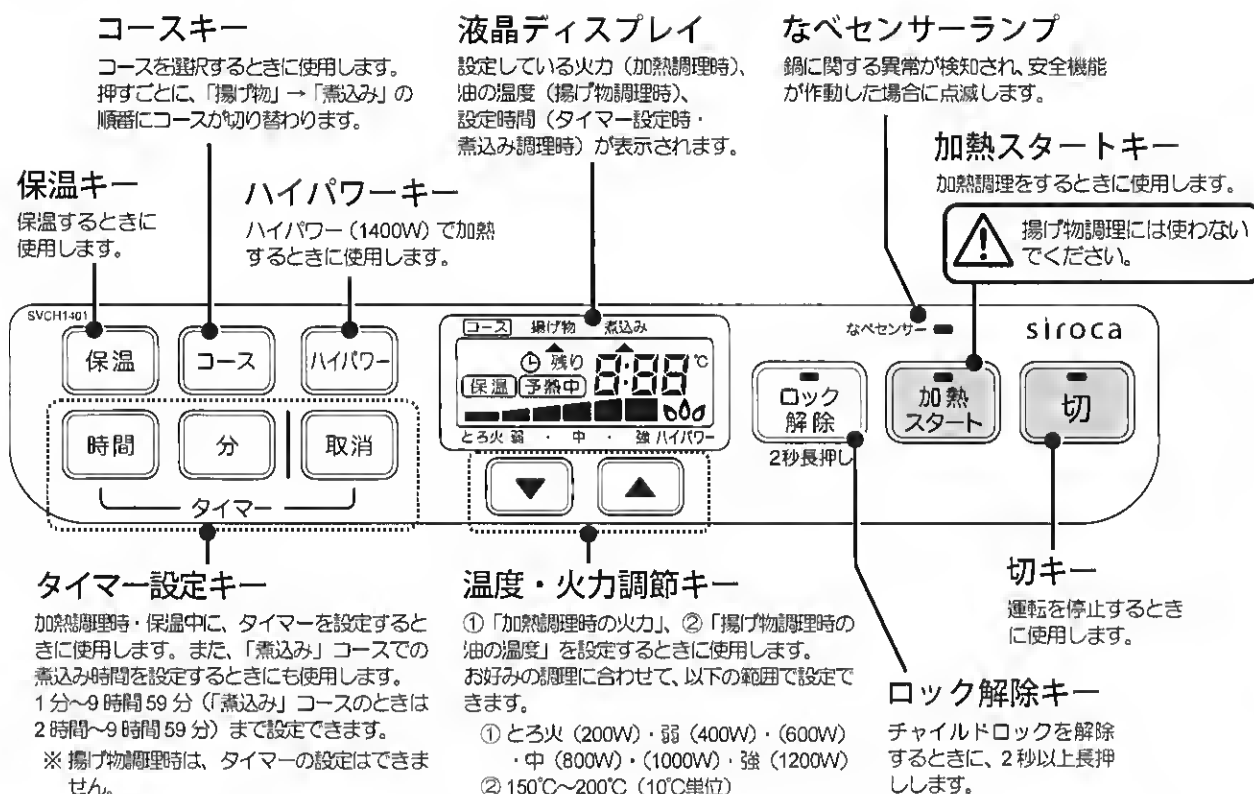 コースキー
コースを選択するときに使用します。
押すごとに、「揚げ物」→「煮込み」の
順番にコースが切り替わります。
液晶ディスプレイ
設定している火力（加熱調理時）、
油の温度（揚げ物調理時）、
設定時間（タイマー設定時・
煮込み調理時）が表示されます。
なべセンサーランプ
鍋に関する異常が検知され、安全機能
が作動した場合に点滅します。
加熱スタートキー
加熱調理をするときに使用します。
揚げ物調理には使わない
でください。
保温キー
保温するときに
使用します。
ハイパワーキー
ハイパワー（1400W）で加熱
するときに使用します。
SVCH1401
保温
コース
ハイパワー
時間
分
取消
タイマー
コース 揚げ物 煮込み
残り 8:88 ℃
保温 予熱中
とろ火 弱 ・ 中 ・ 強 ハイパワー
▼ ▲
なべセンサー
siroca
ロック
解除
2秒長押し
加熱
スタート
切
タイマー設定キー
加熱調理時・保温中に、タイマーを設定すると
きに使用します。また、「煮込み」コースでの
煮込み時間を設定するときにも使用します。
1分～9時間59分（「煮込み」コースのときは
2時間～9時間59分）まで設定できます。
※ 揚げ物調理時は、タイマーの設定はできま
せん。
温度・火力調節キー
①「加熱調理時の火力」、②「揚げ物調理時の
油の温度」を設定するときに使用します。
お好みの調理に合わせて、以下の範囲で設定で
きます。
① とろ火（200W）・弱（400W）・（600W）
・中（800W）・（1000W）・強（1200W）
② 150℃～200℃（10℃単位）
切キー
運転を停止するとき
に使用します。
ロック解除キー
チャイルドロックを解除
するときに、2秒以上長押
しします。